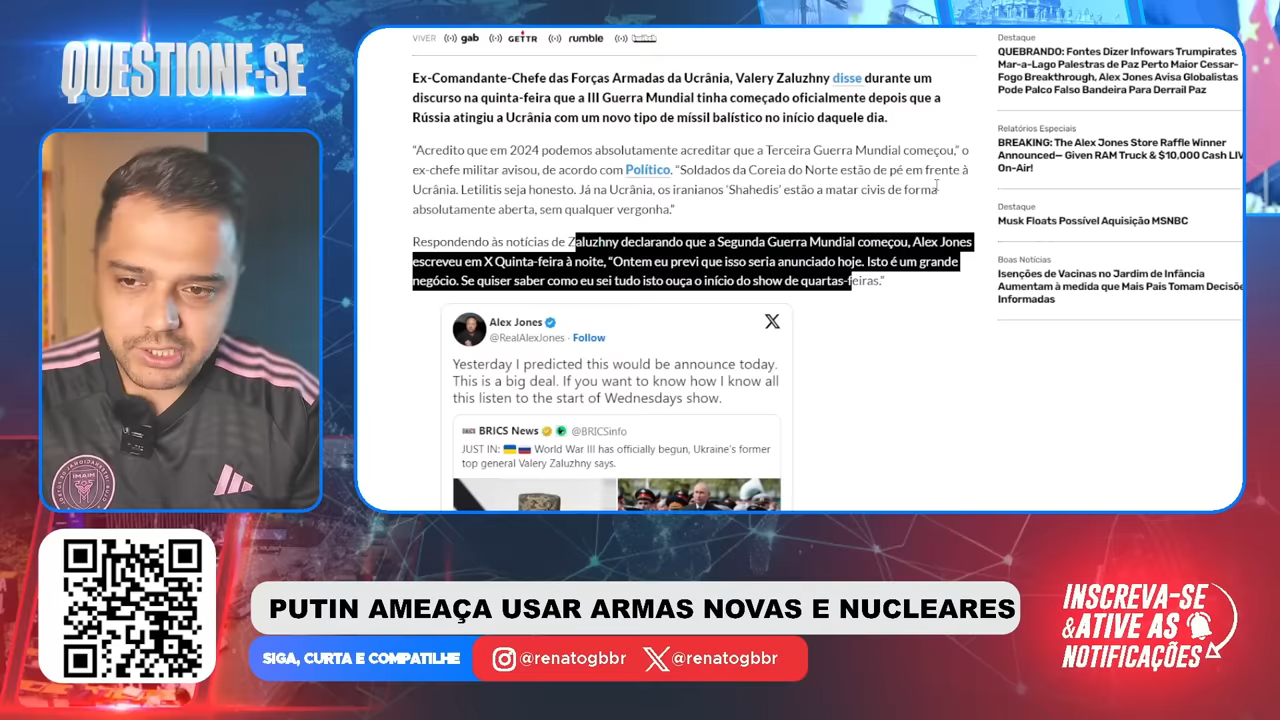 QUESTIONE-SE
VIVER gab GETTR rumble
Ex-Comandante-Chefe das Forças Armadas da Ucrânia, Valery Zaluzhny disse durante um
discurso na quinta-feira que a III Guerra Mundial tinha começado oficialmente depois que a
Rússia atingiu a Ucrânia com um novo tipo de míssil balístico no início daquele dia.
“Acredito que em 2024 podemos absolutamente acreditar que a Terceira Guerra Mundial começou,” o
ex-chefe militar avisou, de acordo com Político. “Soldados da Coreia do Norte estão de pé em frente à
Ucrânia. Letilitis seja honesto. Já na Ucrânia, os iranianos ‘Shahedis’ estão a matar civis de forma
absolutamente aberta, sem qualquer vergonha.”
Respondendo às notícias de Zaluzhny declarando que a Segunda Guerra Mundial começou, Alex Jones
escreveu em X Quinta-feira à noite, “Ontem eu previ que isso seria anunciado hoje. Isto é um grande
negócio. Se quiser saber como eu sei tudo isto ouça o início do show de quartas-feiras.”
Alex Jones
@RealAlexJones · Follow
Yesterday I predicted this would be announce today.
This is a big deal. If you want to know how I know all
this listen to the start of Wednesdays show.
BRICS News @BRICSinfo
JUST IN: World War III has officially begun, Ukraine's former
top general Valery Zaluzhny says.
Destaque
QUEBRANDO: Fontes Dizer Infowars Trumpirates
Mar-a-Lago Palestras de Paz Perto Maior Cessar-
Fogo Breakthrough, Alex Jones Avisa Globalistas
Pode Palco Falso Bandeira Para Derrail Paz
Relatórios Especiais
BREAKING: The Alex Jones Store Raffle Winner
Announced— Given RAM Truck & $10,000 Cash LIV
On-Air!
Destaque
Musk Floats Possível Aquisição MSNBC
Boas Notícias
Isenções de Vacinas no Jardim de Infância
Aumentam à medida que Mais Pais Tomam Decisõe
Informadas
PUTIN AMEAÇA USAR ARMAS NOVAS E NUCLEARES
SIGA, CURTA E COMPATILHE
@renatogbbr
@renatogbbr
INSCREVA-SE
&ATIVE AS
NOTIFICAÇÕES